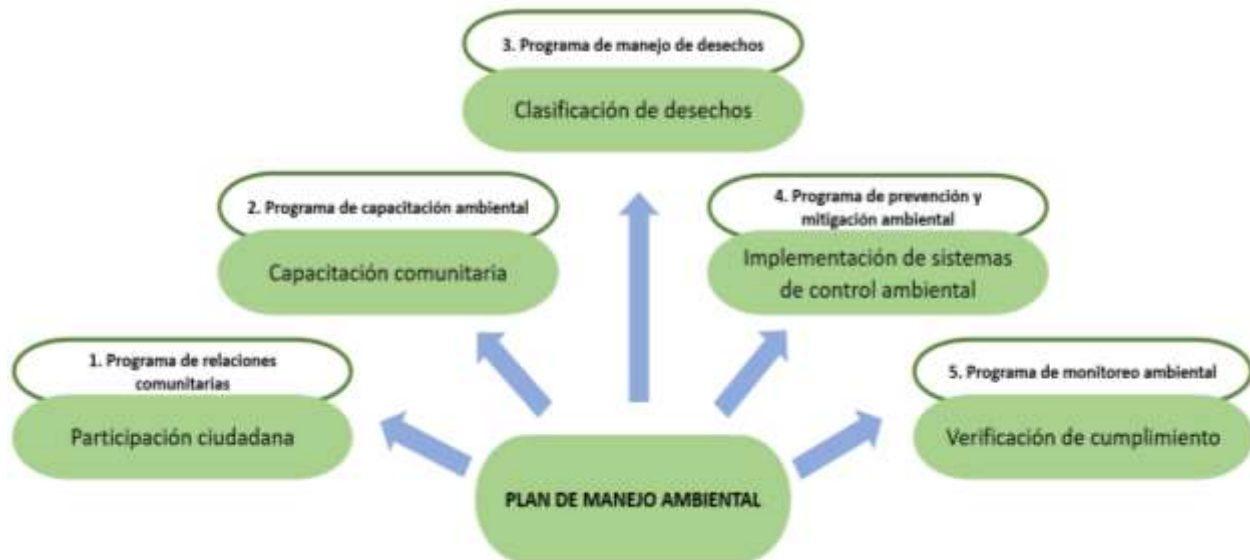 3. Programa de manejo de desechos
Clasificación de desechos
2. Programa de capacitación ambiental
Capacitación comunitaria
4. Programa de prevención y
mitigación ambiental
Implementación de sistemas
de control ambiental
1. Programa de relaciones
comunitarias
Participación ciudadana
5. Programa de monitoreo ambiental
Verificación de cumplimiento
PLAN DE MANEJO AMBIENTAL